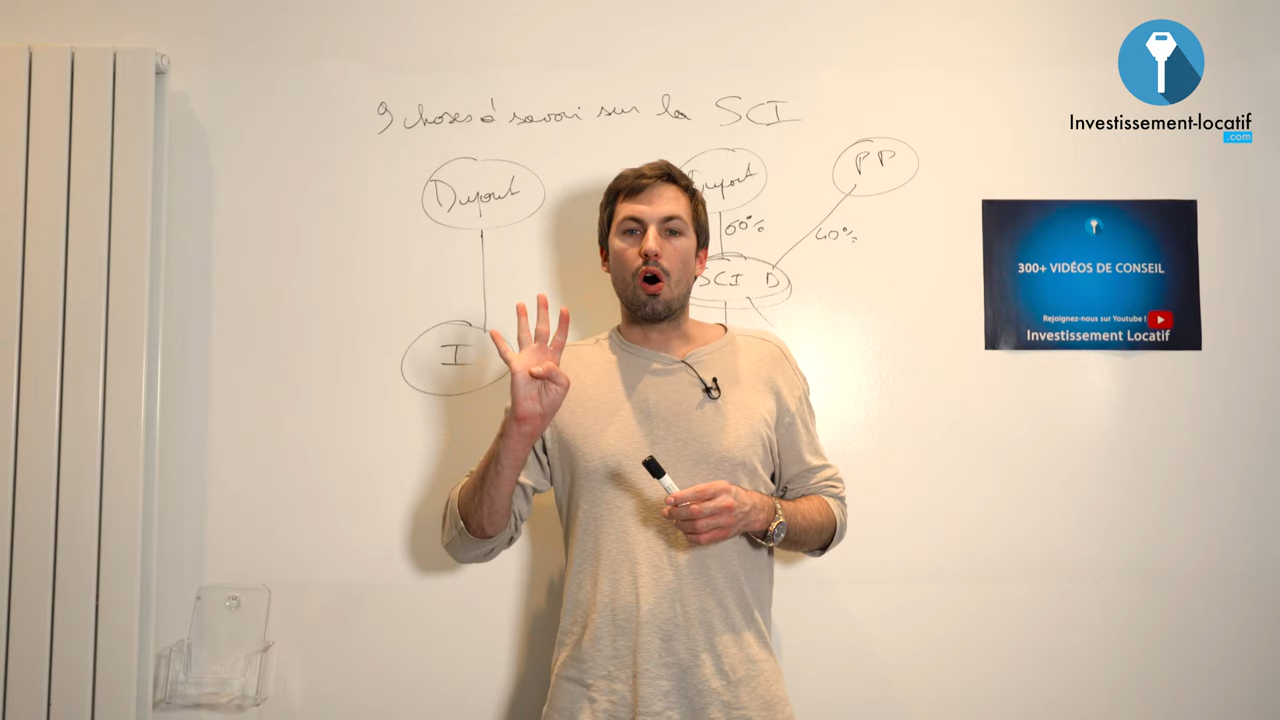 9 choses à savoir sur la SCI
Investissement-locatif
.com
Dupont
PP
60%
40%
SCI D
I
300+ VIDÉOS DE CONSEIL
Rejoignez-nous sur Youtube !
Investissement Locatif